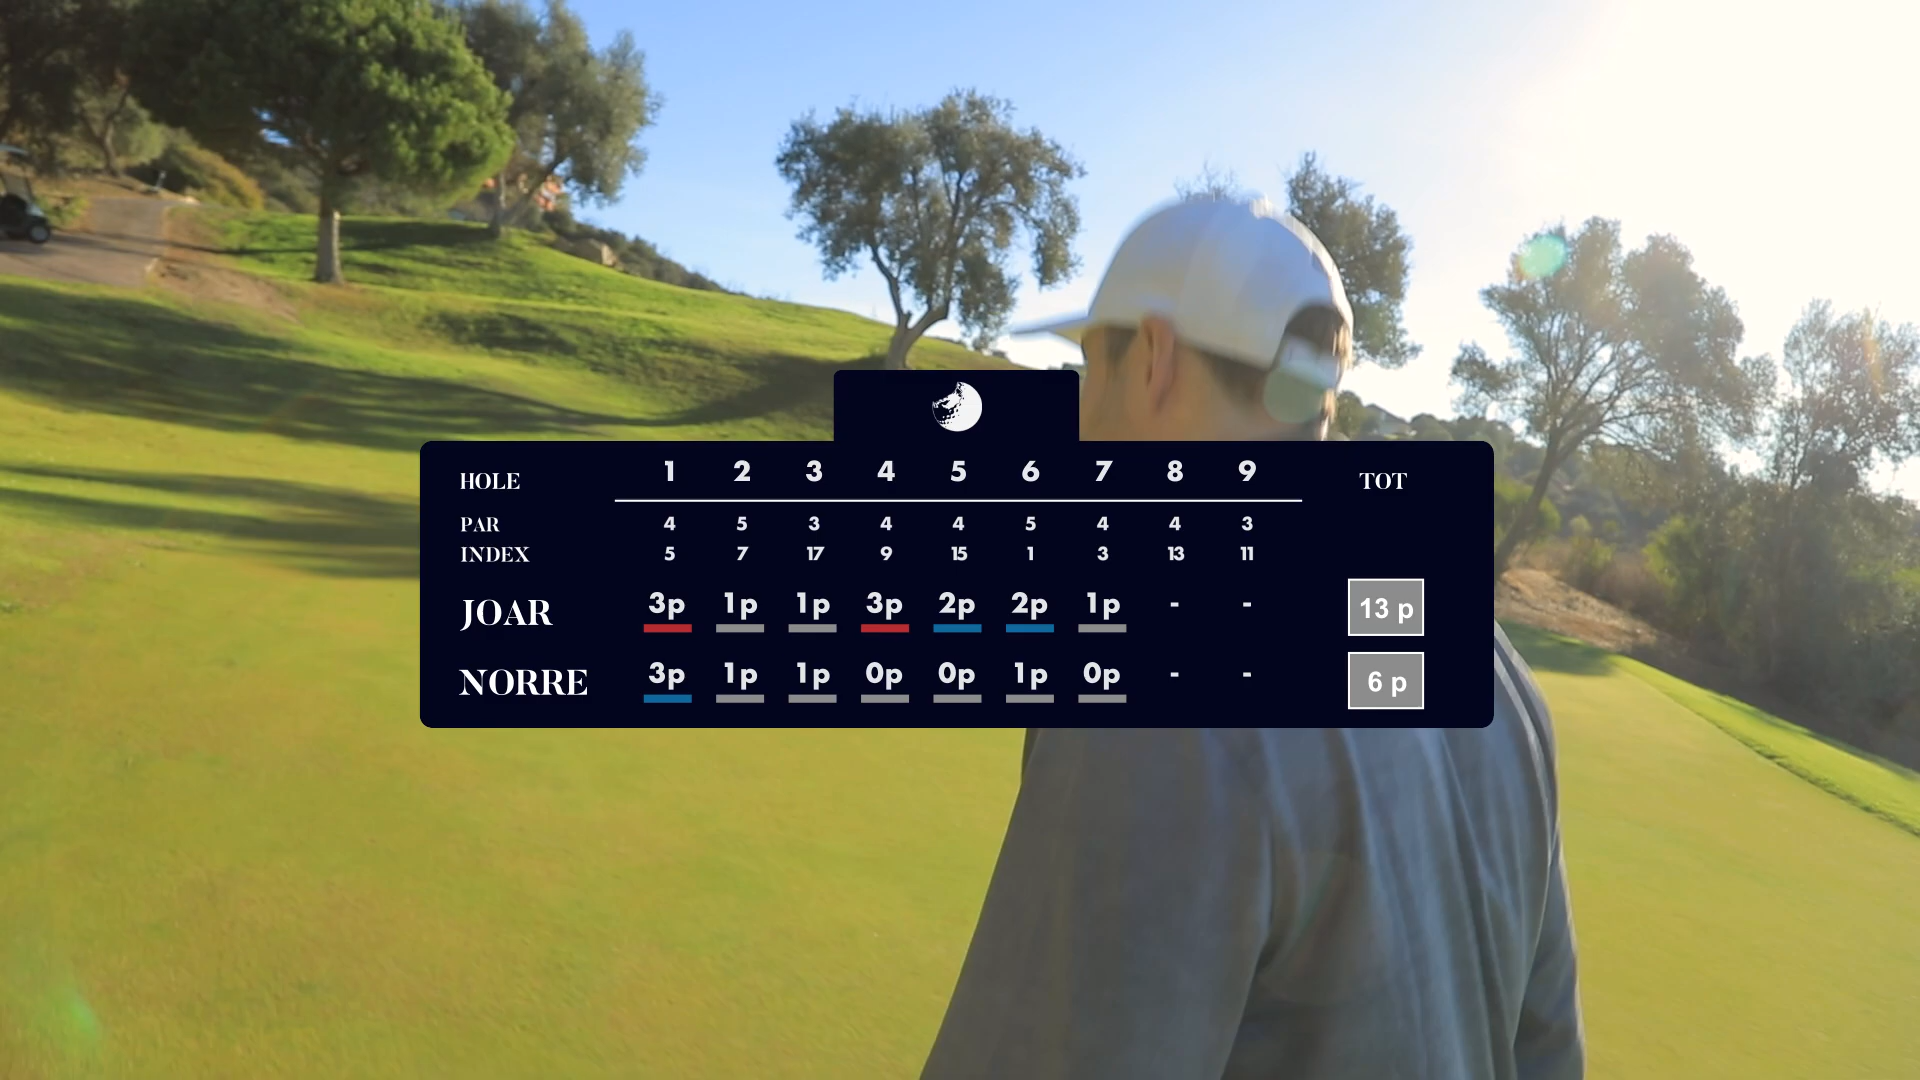 HOLE 1 2 3 4 5 6 7 8 9 TOT
PAR 4 5 3 4 4 5 4 4 3
INDEX 5 7 17 9 15 1 3 13 11
JOAR 3p 1p 1p 3p 2p 2p 1p - - 13 p
NORRE 3p 1p 1p 0p 0p 1p 0p - - 6 p